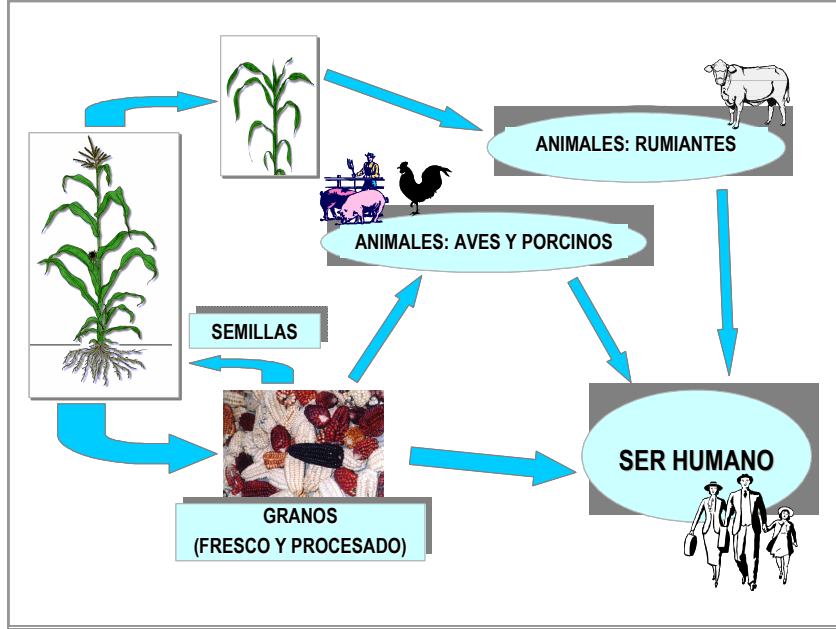 ANIMALES: RUMIANTES
ANIMALES: AVES Y PORCINOS
SEMILLAS
SER HUMANO
GRANOS
(FRESCO Y PROCESADO)